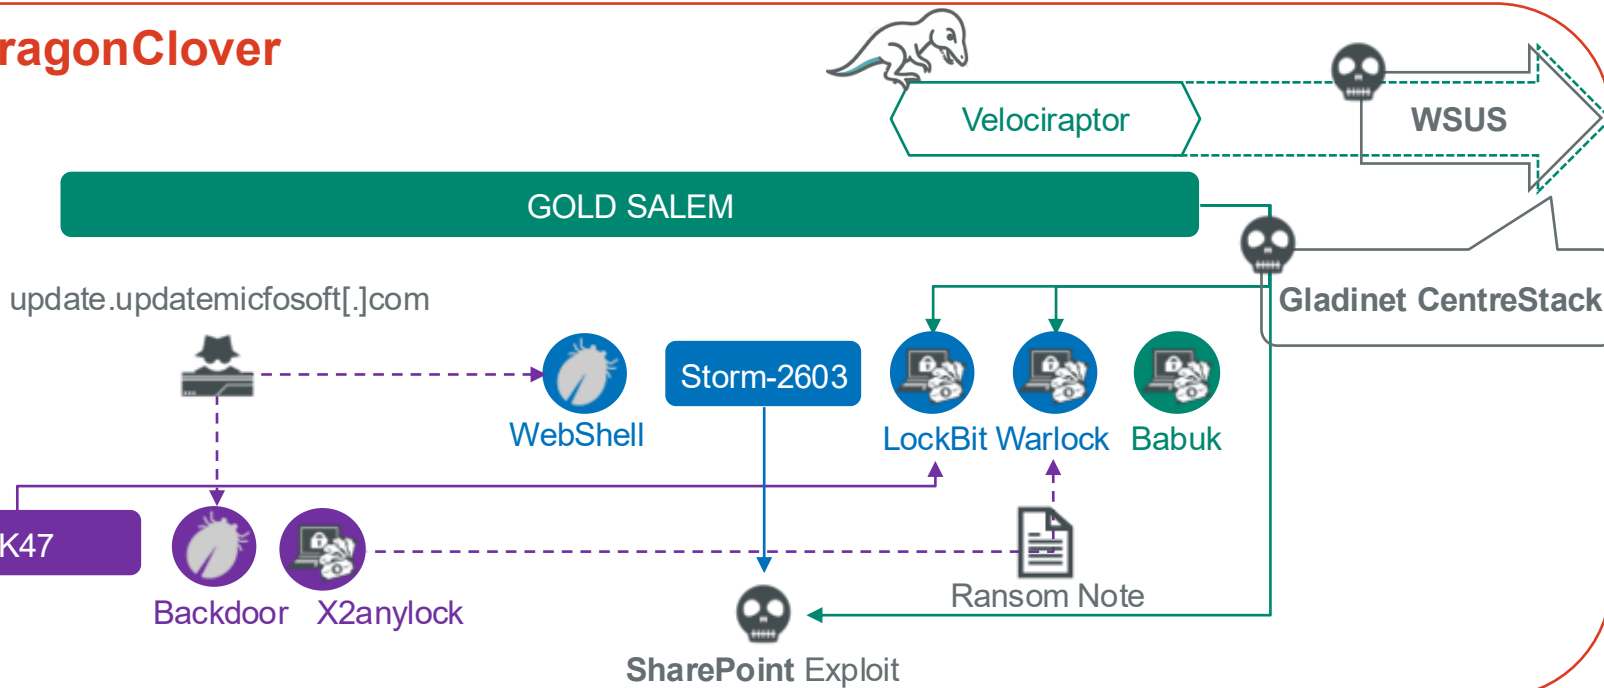 ragonClover
Velociraptor
WSUS
GOLD SALEM
update.updatemicfosoft[.]com
Gladinet CentreStack
Storm-2603
WebShell
LockBit
Warlock
Babuk
K47
Backdoor
X2anylock
Ransom Note
SharePoint Exploit